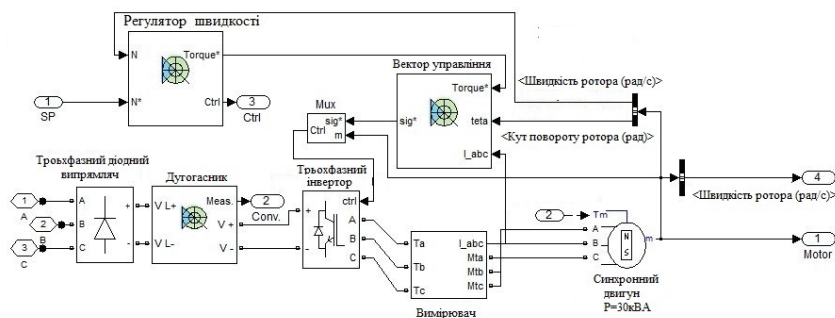 Регулятор швидкості
N
Torque*
N*
Ctrl
1
SP
3
Ctrl
Вектор управління
Torque*
sig*
teta
I_abc
Mux
sig*
Ctrl
m
<Швидкість ротора (рад/с)>
<Кут повороту ротора (рад)
4
<Швидкість ротора (рад/с)>
Троьхфазний діодний
випрямляч
1
A
2
B
3
C
A
B
C
+
-
Дугогасник
V L+
V L-
Meas.
V +
V -
2
Conv.
Трьохфазний
інвертор
+
-
ctrl
A
B
C
Ta
Tb
Tc
I_abc
Mta
Mtb
Mtc
Вимірювач
2
Tm
A
B
C
N
S
m
Синхронний
двигун
P=30кВА
1
Motor